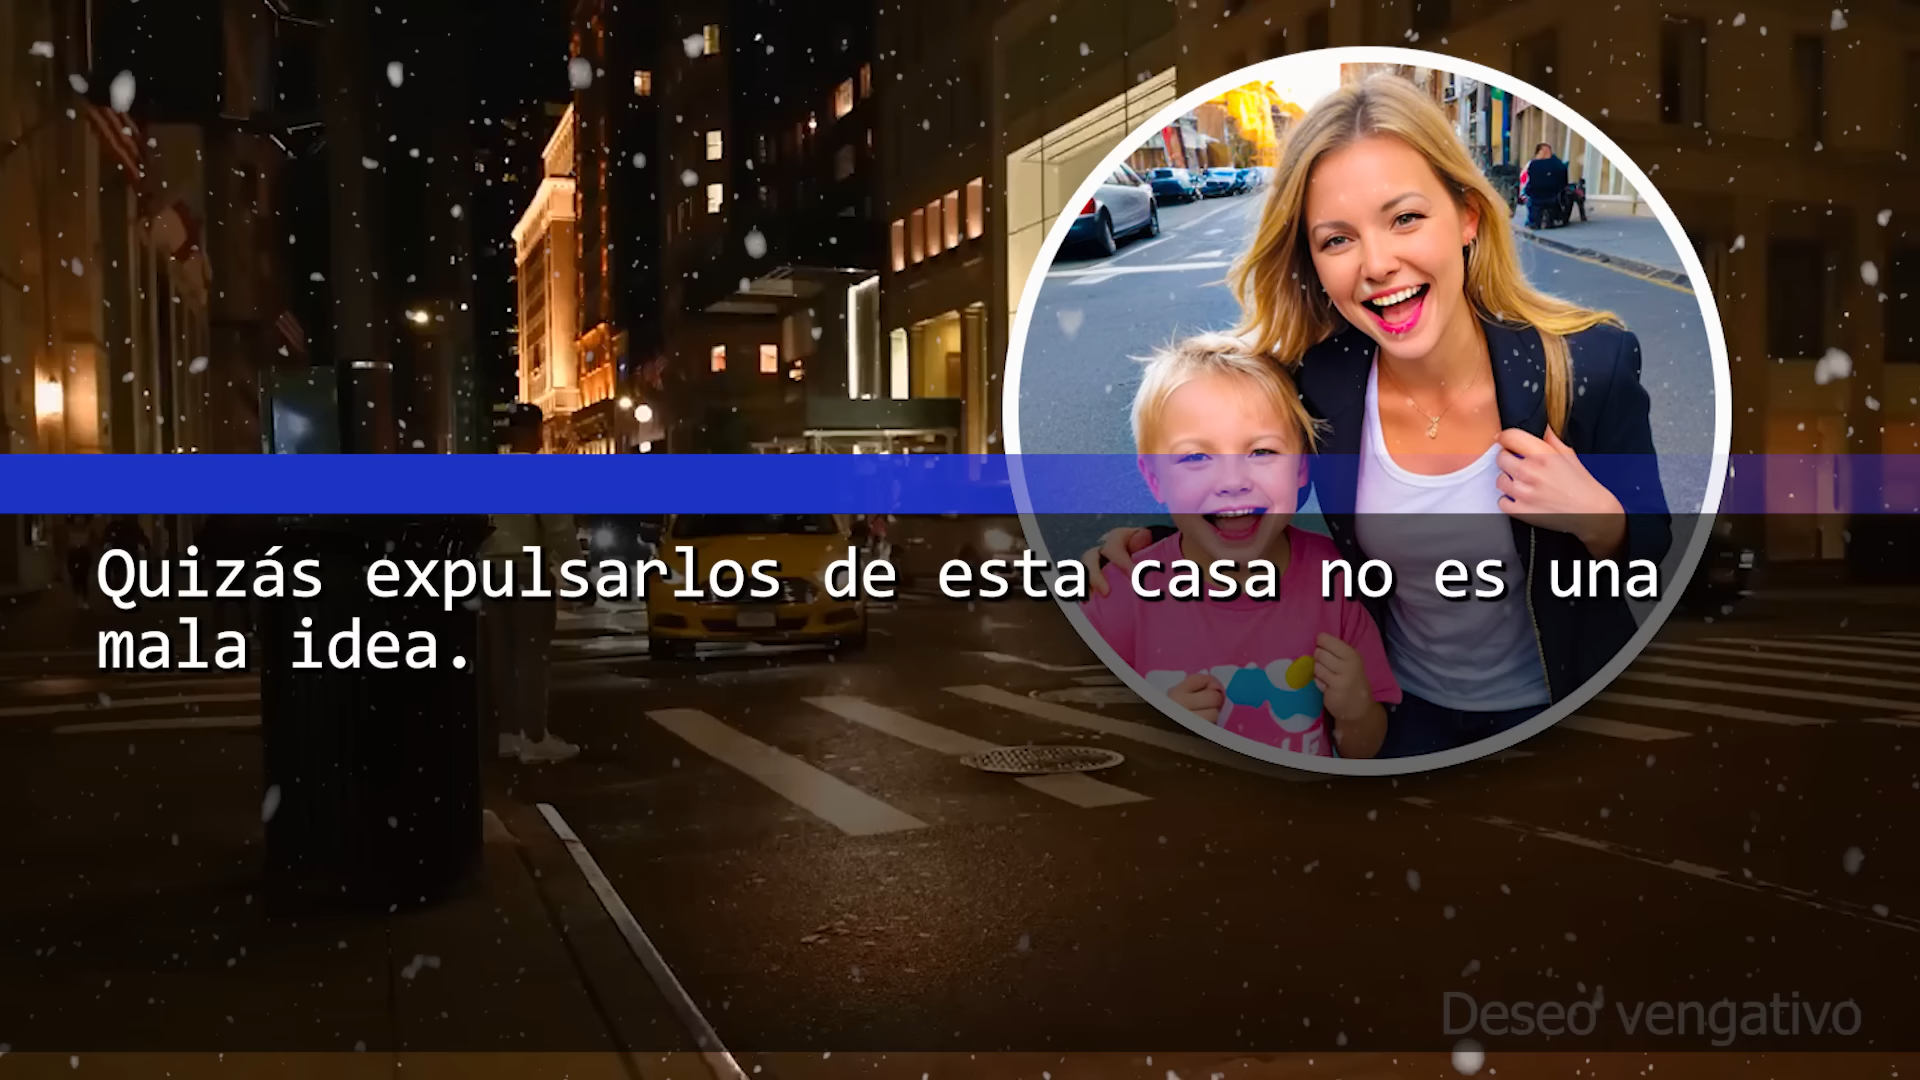 Quizás expulsarlos de esta casa no es una
mala idea.
Deseo vengativo